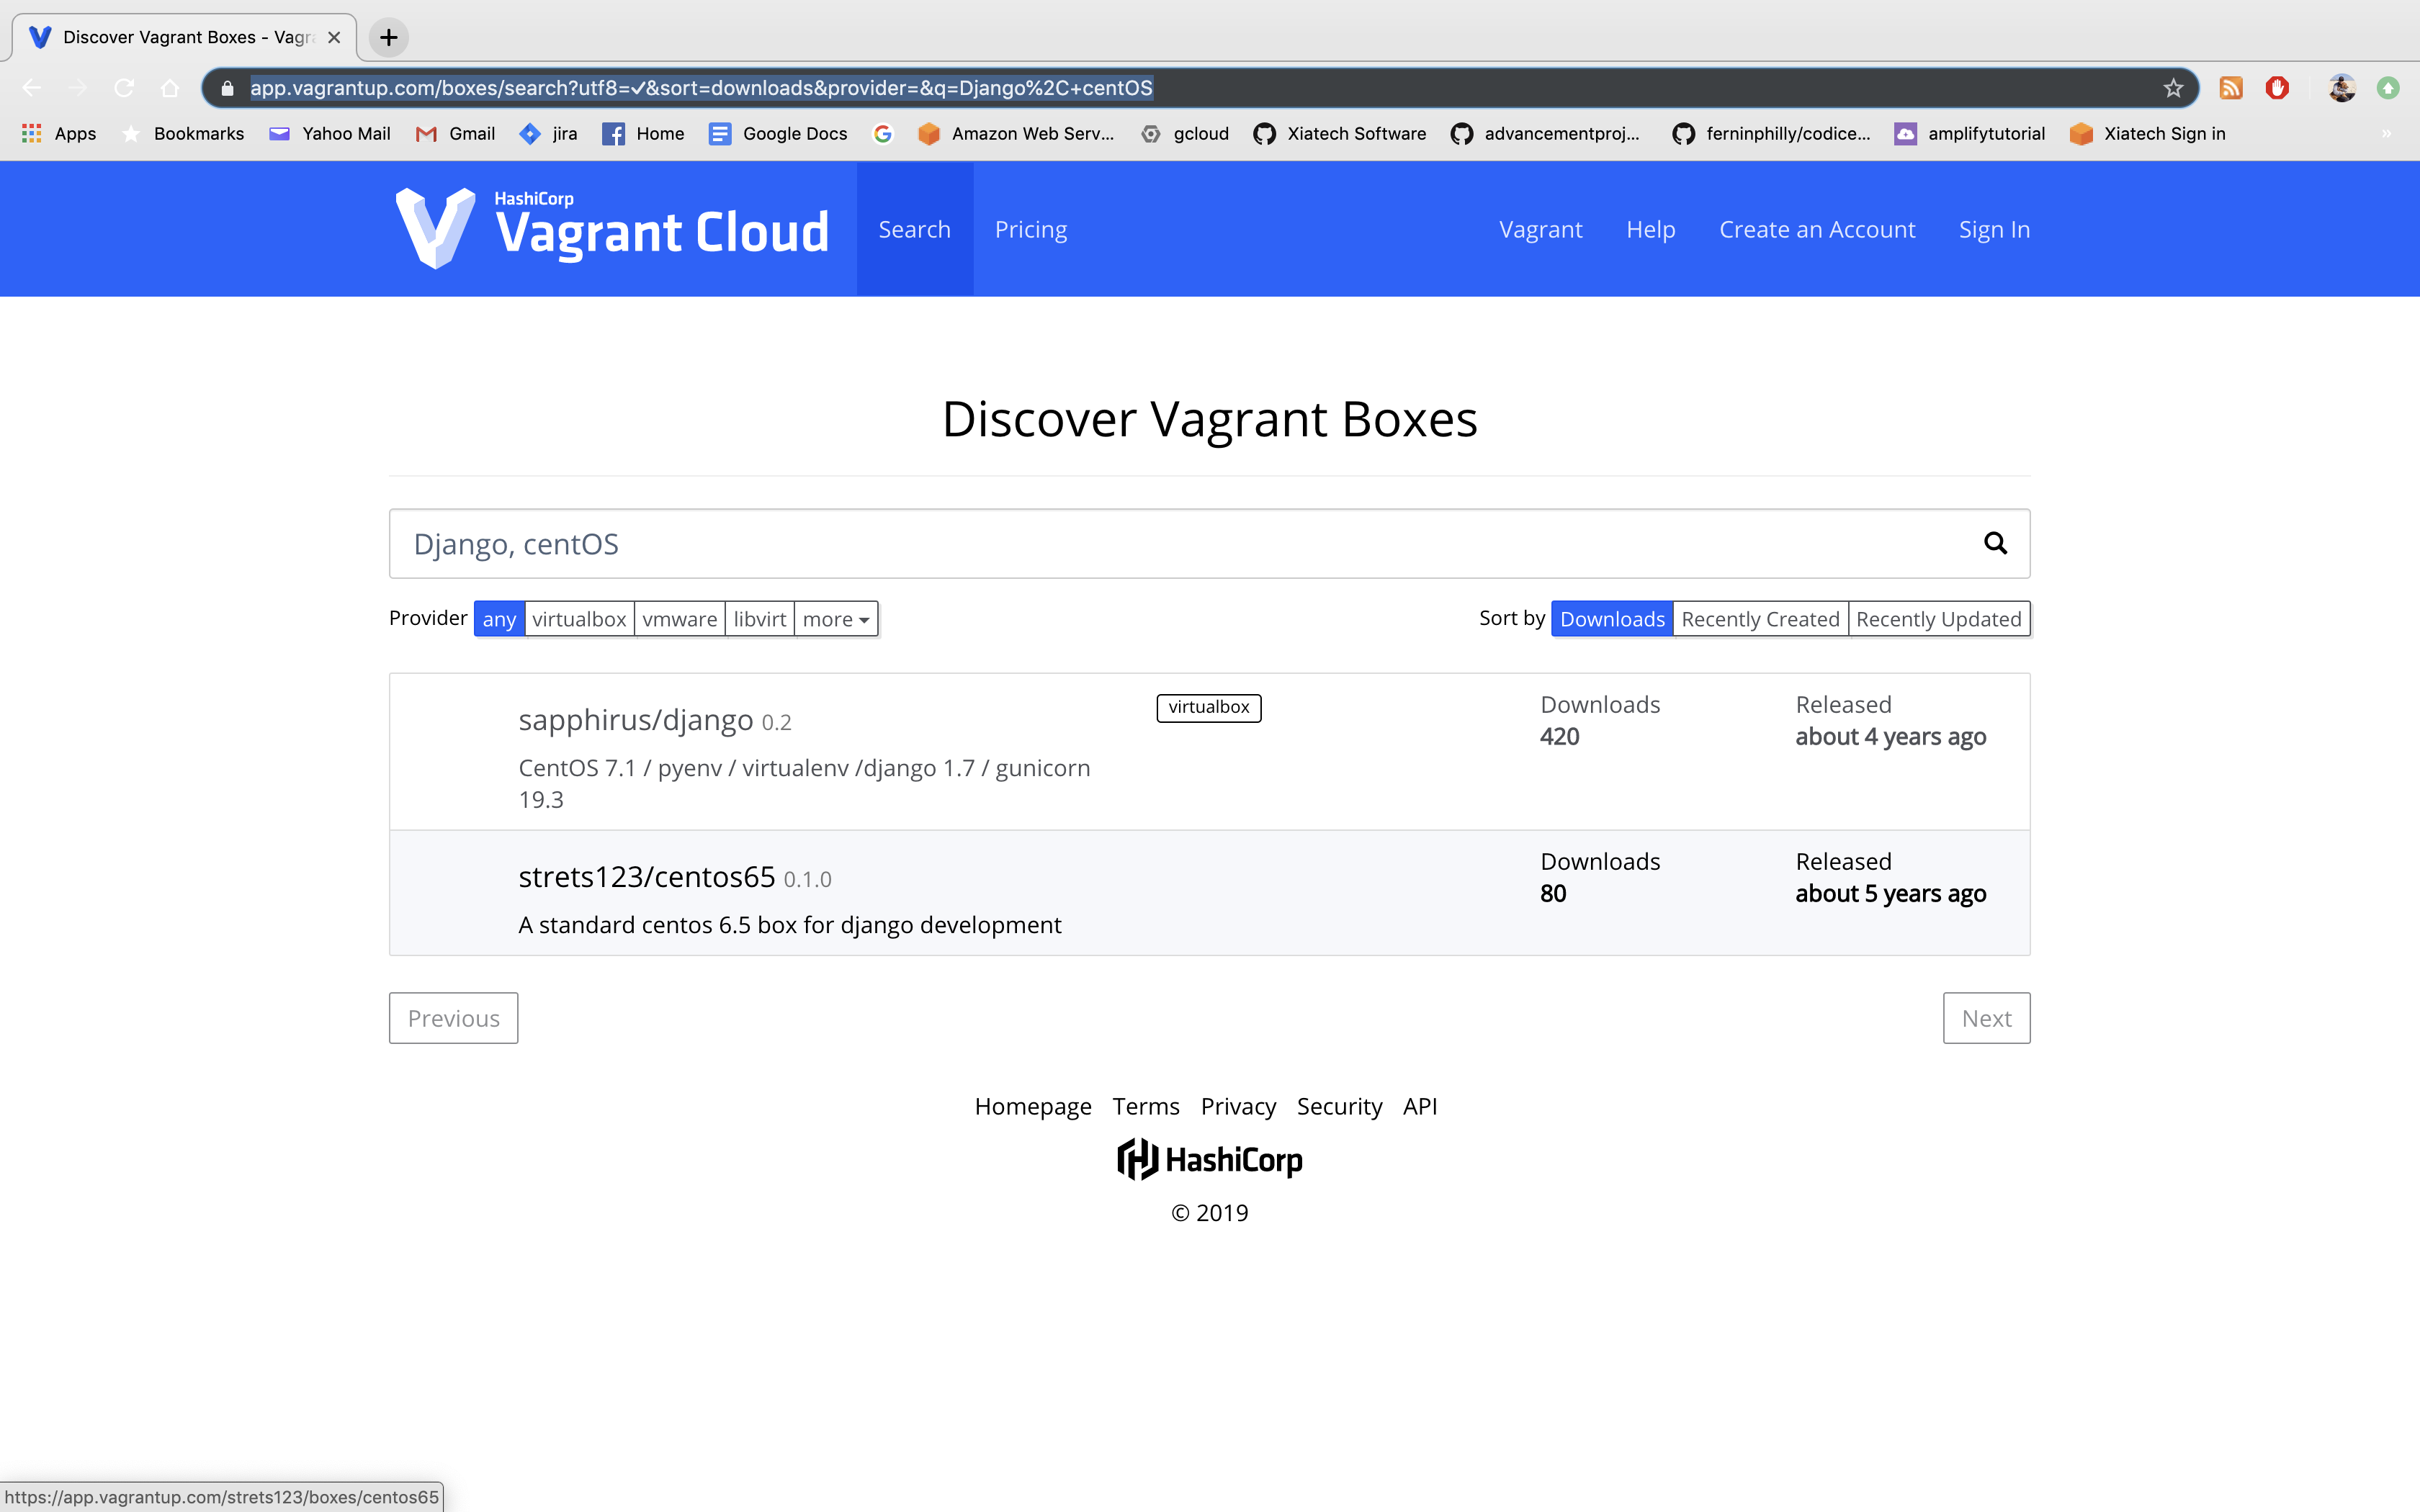 Discover Vagrant Boxes - Vagr
app.vagrantup.com/boxes/search?utf8=✓&sort=downloads&provider=&q=Django%2C+centOS
Apps Bookmarks Yahoo Mail Gmail jira Home Google Docs Amazon Web Serv... gcloud Xiatech Software advancementproj... ferninphilly/codice... amplifytutorial Xiatech Sign in »
HashiCorp
Vagrant Cloud Search Pricing Vagrant Help Create an Account Sign In
Discover Vagrant Boxes
Django, centOS
Provider any virtualbox vmware libvirt more Sort by Downloads Recently Created Recently Updated
sapphirus/django 0.2 virtualbox Downloads Released
420 about 4 years ago
CentOS 7.1 / pyenv / virtualenv /django 1.7 / gunicorn
19.3
strets123/centos65 0.1.0 Downloads Released
80 about 5 years ago
A standard centos 6.5 box for django development
Previous Next
Homepage Terms Privacy Security API
HashiCorp
© 2019
https://app.vagrantup.com/strets123/boxes/centos65